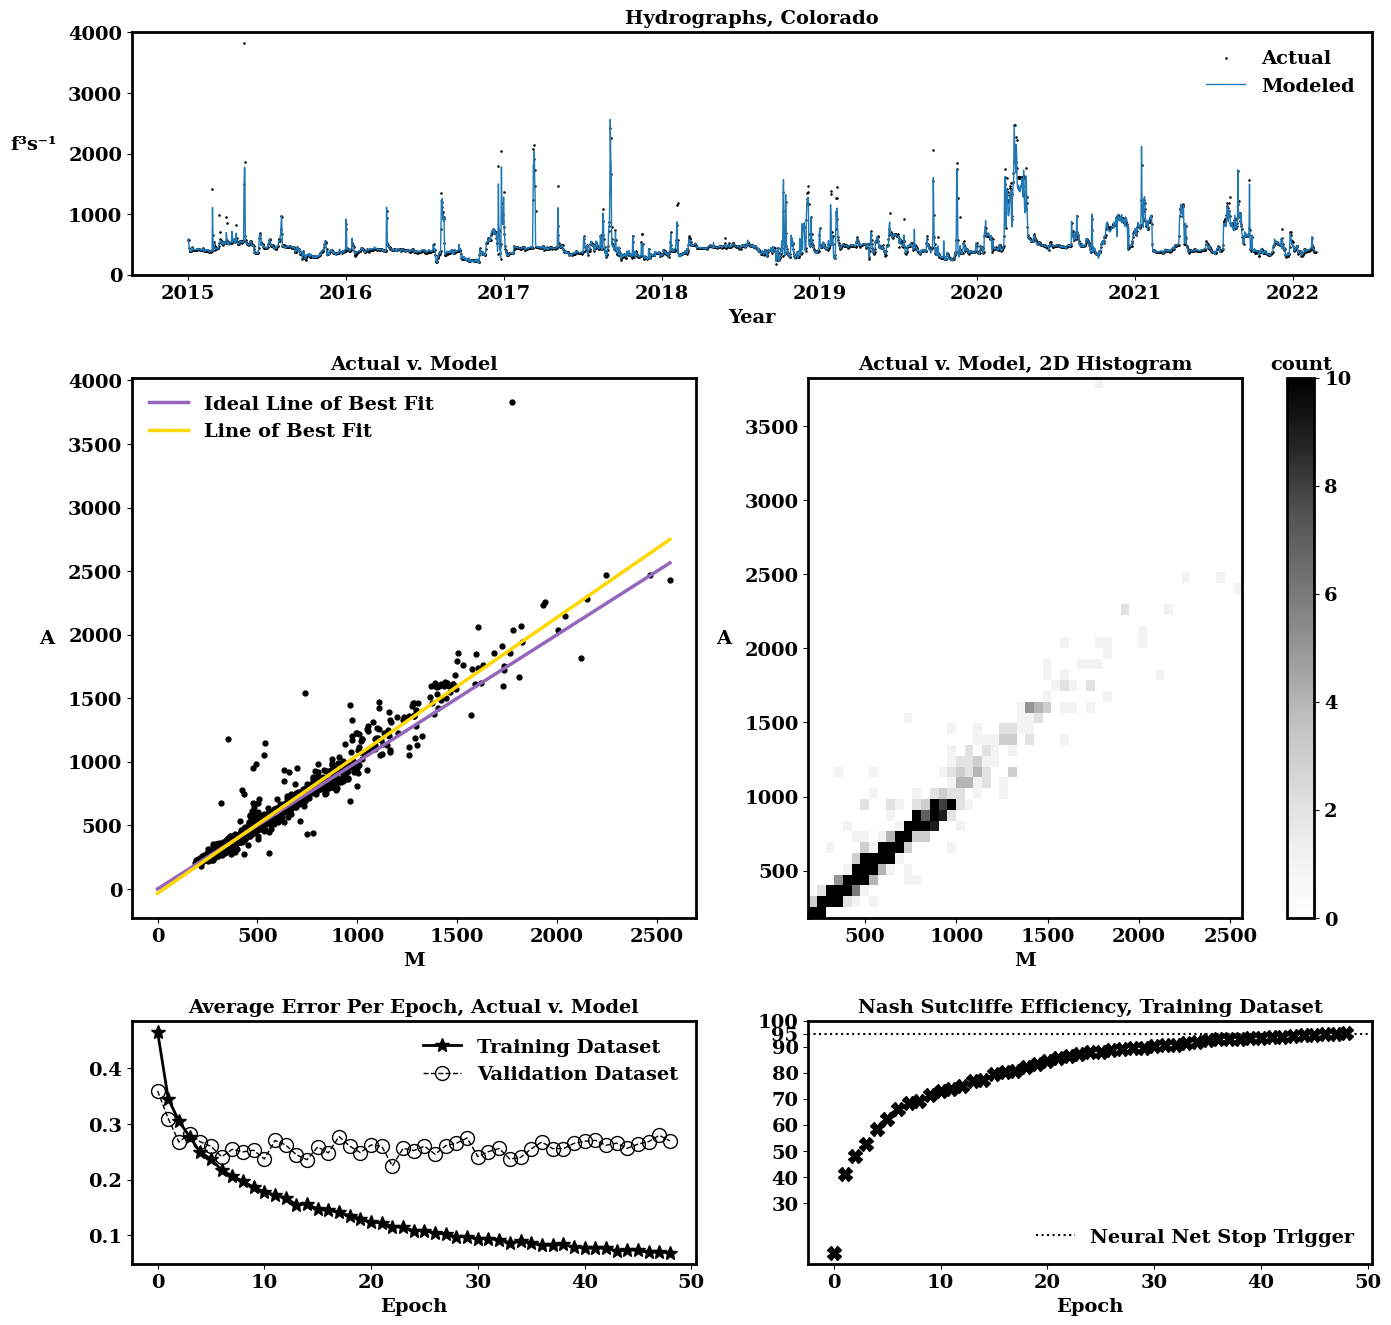 Hydrographs, Colorado
4000
3000
f³s⁻¹
2000
1000
0
Actual
Modeled
2015 2016 2017 2018 2019 2020 2021 2022
Year
Actual v. Model
4000
3500
3000
2500
2000
A
1500
1000
500
0
Ideal Line of Best Fit
Line of Best Fit
0 500 1000 1500 2000 2500
M
Actual v. Model, 2D Histogram
3500
3000
2500
2000
A
1500
1000
500
500 1000 1500 2000 2500
M
count
10
8
6
4
2
0
Average Error Per Epoch, Actual v. Model
0.4
0.3
0.2
0.1
Training Dataset
Validation Dataset
0 10 20 30 40 50
Epoch
Nash Sutcliffe Efficiency, Training Dataset
100
95
90
80
70
60
50
40
30
Neural Net Stop Trigger
0 10 20 30 40 50
Epoch